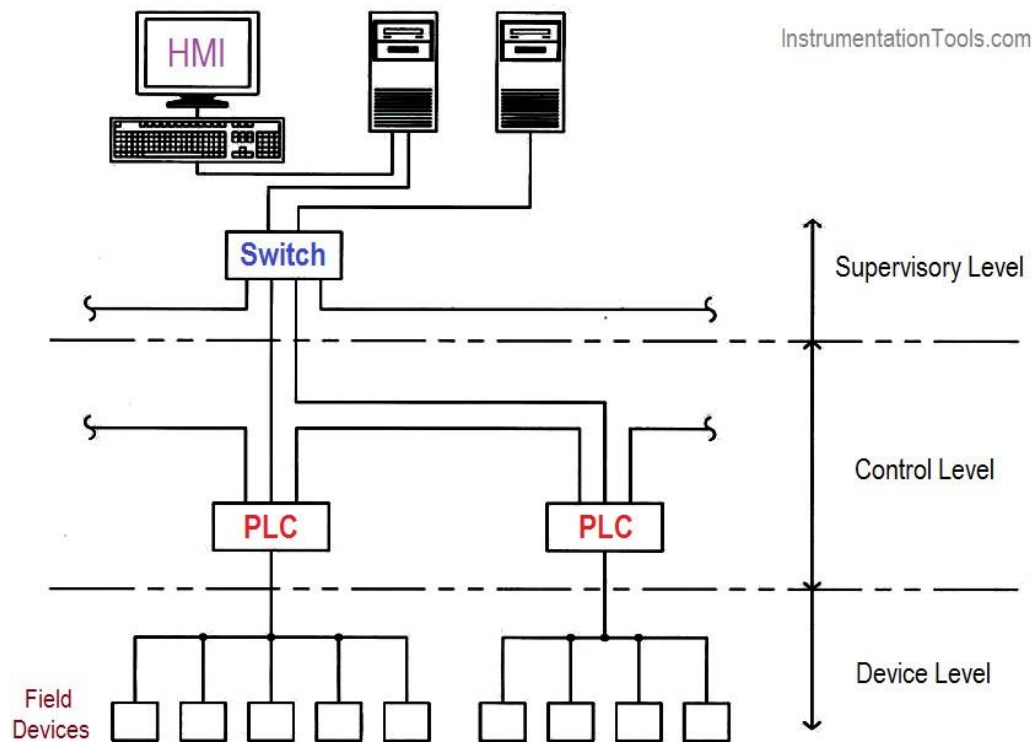 InstrumentationTools.com
HMI
Switch
Supervisory Level
Control Level
PLC
PLC
Device Level
Field
Devices